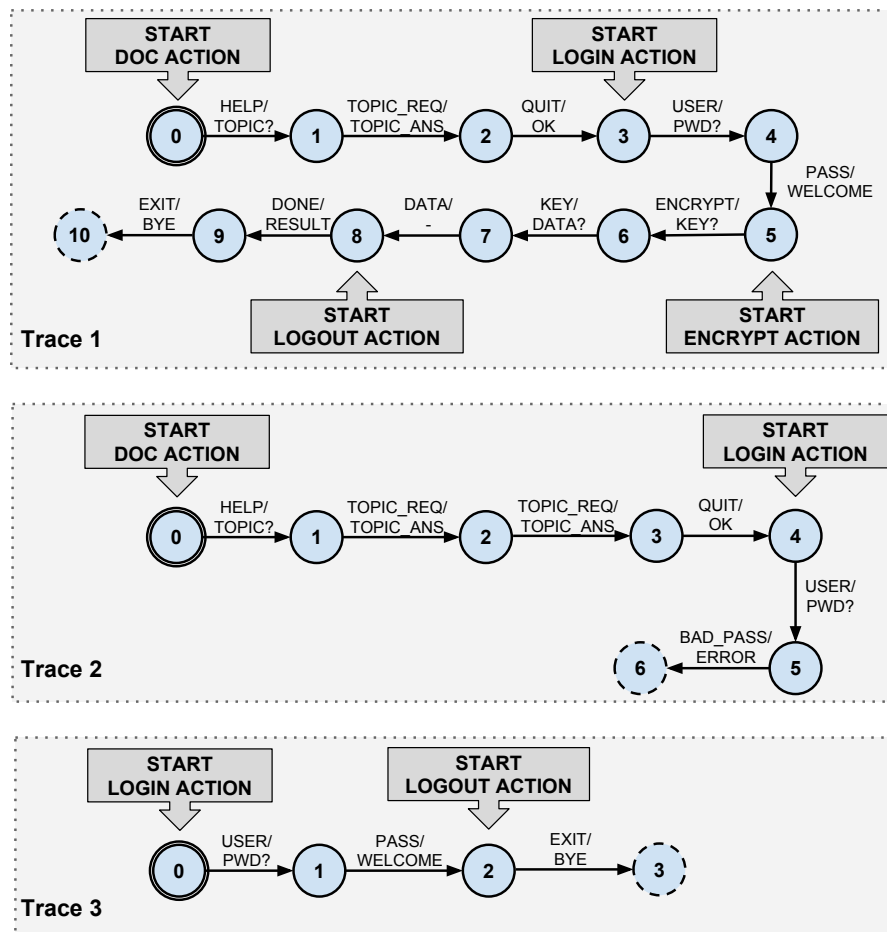 START
DOC ACTION
START
LOGIN ACTION
HELP/
TOPIC?
TOPIC_REQ/
TOPIC_ANS
QUIT/
OK
USER/
PWD?
0
1
2
3
4
PASS/
WELCOME
EXIT/
BYE
DONE/
RESULT
DATA/
-
KEY/
DATA?
ENCRYPT/
KEY?
10
9
8
7
6
5
START
LOGOUT ACTION
START
ENCRYPT ACTION
Trace 1
START
DOC ACTION
START
LOGIN ACTION
HELP/
TOPIC?
TOPIC_REQ/
TOPIC_ANS
TOPIC_REQ/
TOPIC_ANS
QUIT/
OK
0
1
2
3
4
USER/
PWD?
BAD_PASS/
ERROR
6
5
Trace 2
START
LOGIN ACTION
START
LOGOUT ACTION
USER/
PWD?
PASS/
WELCOME
EXIT/
BYE
0
1
2
3
Trace 3